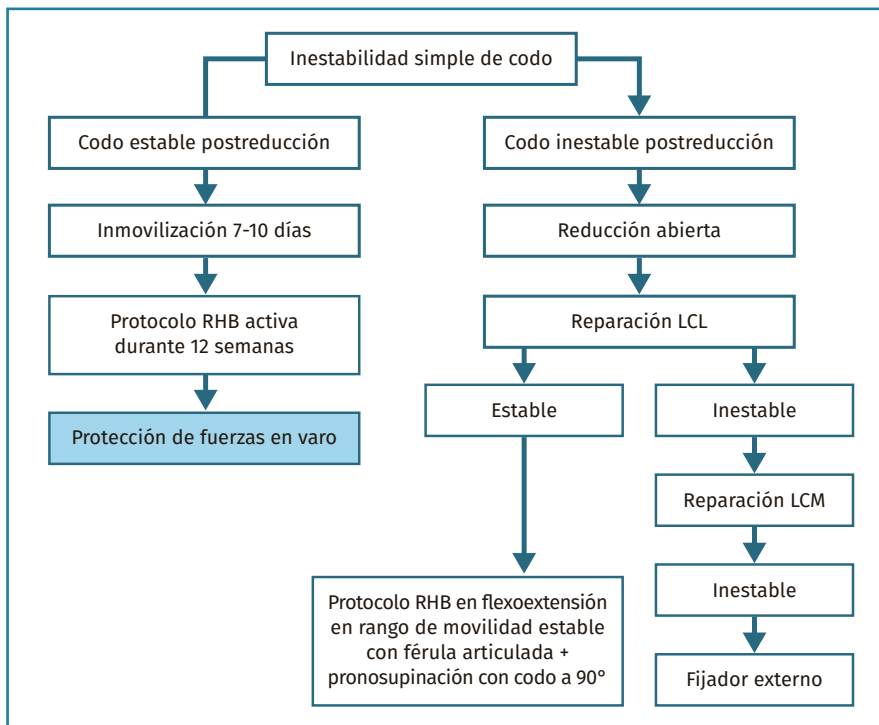 Inestabilidad simple de codo
Codo estable postreducción
Codo inestable postreducción
Inmovilización 7-10 días
Reducción abierta
Protocolo RHB activa
durante 12 semanas
Reparación LCL
Protección de fuerzas en varo
Estable
Inestable
Reparación LCM
Protocolo RHB en flexoextensión
en rango de movilidad estable
con férula articulada +
pronosupinación con codo a 90°
Inestable
Fijador externo